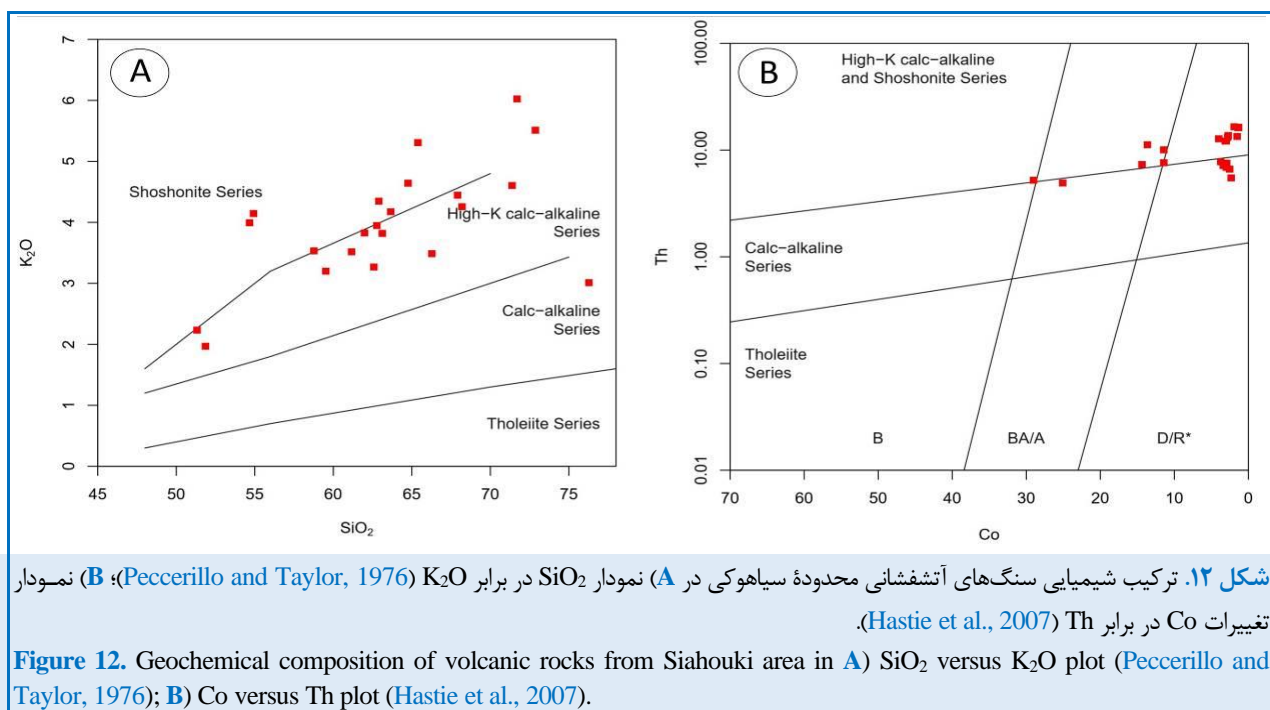 A
7
6
5
4
3
2
1
0
K₂O
Shoshonite Series
High−K calc−alkaline
Series
Calc−alkaline
Series
Tholeiite Series
45 50 55 60 65 70 75
SiO₂
B
100.00
10.00
1.00
0.10
0.01
Th
High−K calc−alkaline
and Shoshonite Series
Calc−alkaline
Series
Tholeiite
Series
B BA/A D/R*
70 60 50 40 30 20 10 0
Co
شکل ۱۲. ترکیب شیمیایی سنگ‌های آتشفشانی محدودۀ سیاهوکی در A) نمودار SiO₂ در برابر K₂O (Peccerillo and Taylor, 1976)؛ B) نمـودار
تغییرات Co در برابر Th (Hastie et al., 2007).
Figure 12. Geochemical composition of volcanic rocks from Siahouki area in A) SiO₂ versus K₂O plot (Peccerillo and
Taylor, 1976); B) Co versus Th plot (Hastie et al., 2007).